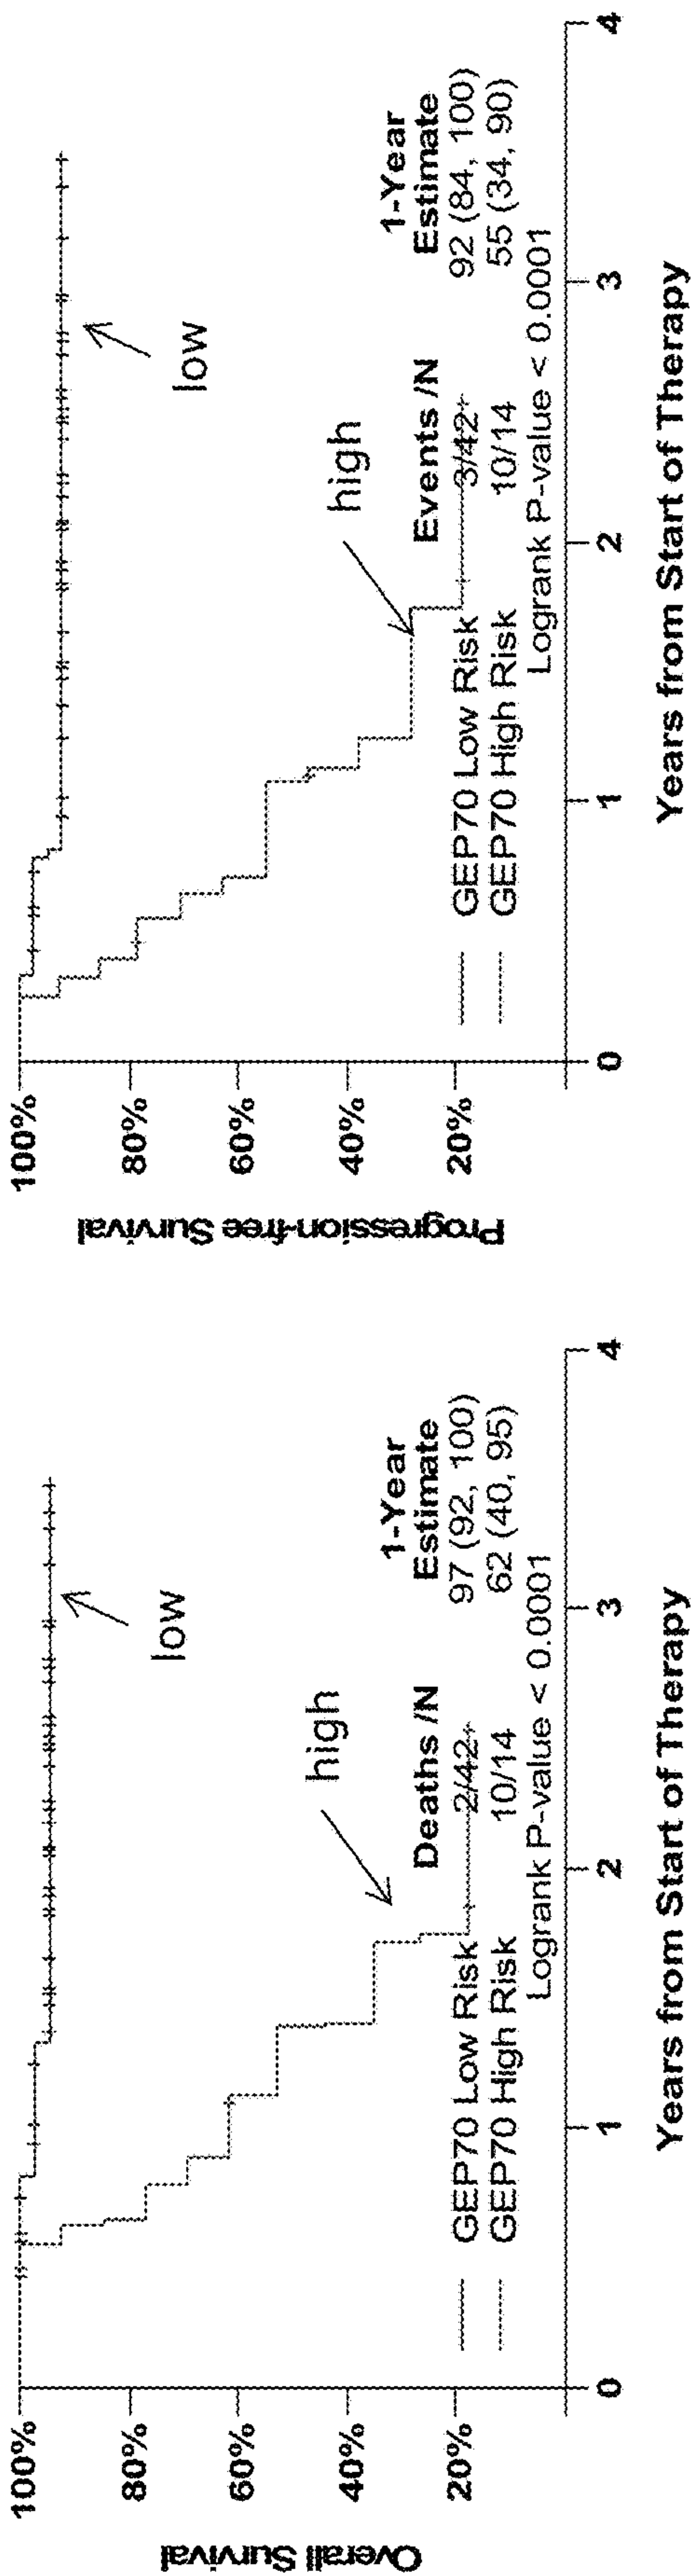 Overall Survival
100%
80%
60%
40%
20%
low
high
Deaths /N
1-Year
Estimate
GEP70 Low Risk 2/42 97 (92, 100)
GEP70 High Risk 10/14 62 (40, 95)
Logrank P-value < 0.0001
0 1 2 3 4
Years from Start of Therapy
Progression-free Survival
100%
80%
60%
40%
20%
low
high
Events /N
1-Year
Estimate
GEP70 Low Risk 3/42 92 (84, 100)
GEP70 High Risk 10/14 55 (34, 90)
Logrank P-value < 0.0001
0 1 2 3 4
Years from Start of Therapy